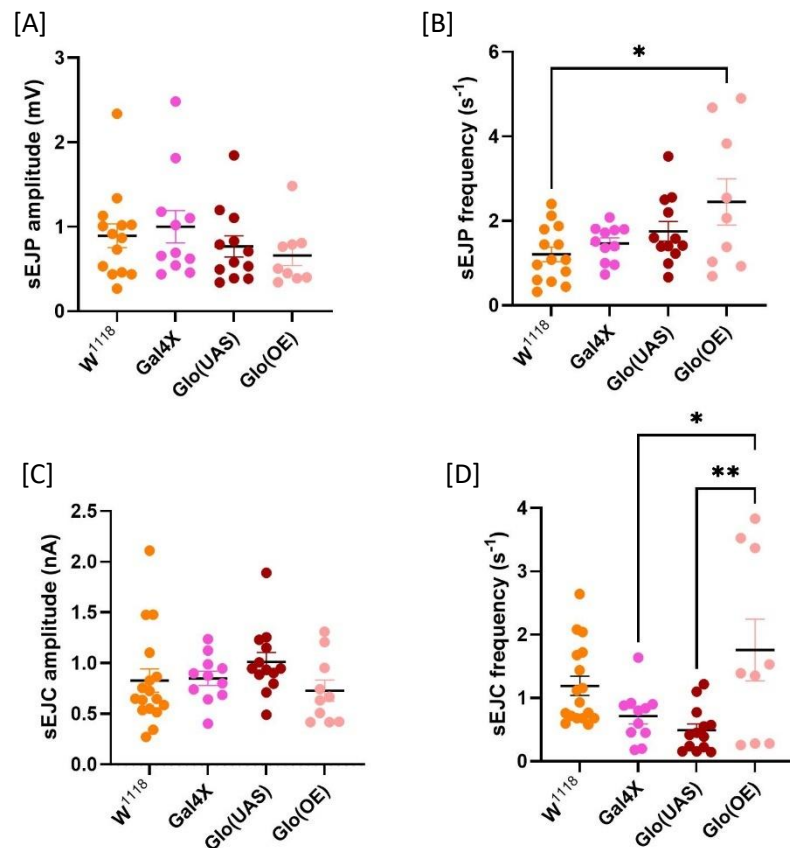 [A]
sEJP amplitude (mV)
3
2
1
0
W1118
Gal4X
Glo(UAS)
Glo(OE)
[B]
sEJP frequency (s-1)
6
4
2
0
*
W1118
Gal4X
Glo(UAS)
Glo(OE)
[C]
sEJC amplitude (nA)
2.5
2.0
1.5
1.0
0.5
0.0
W1118
Gal4X
Glo(UAS)
Glo(OE)
[D]
sEJC frequency (s-1)
4
3
2
1
0
*
**
W1118
Gal4X
Glo(UAS)
Glo(OE)